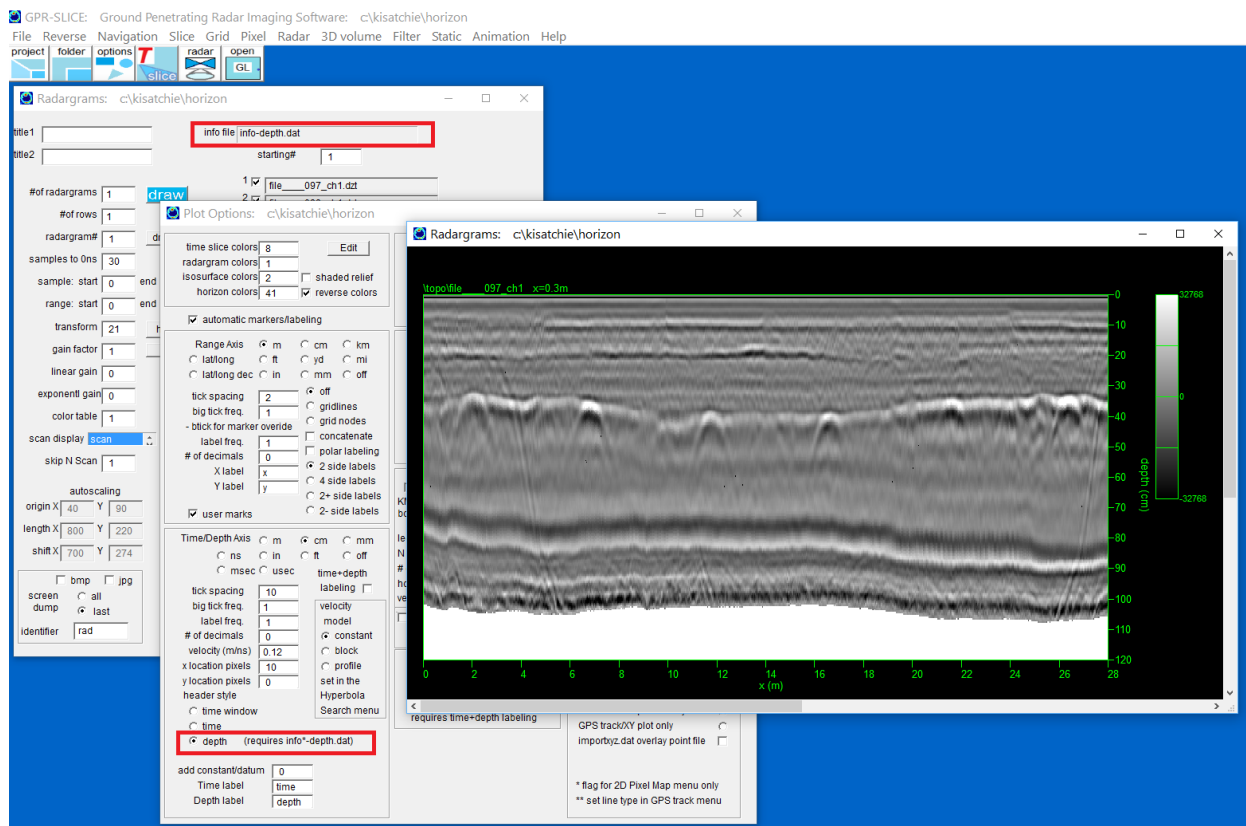 GPR-SLICE: Ground Penetrating Radar Imaging Software: c:\kisatchie\horizon
File Reverse Navigation Slice Grid Pixel Radar 3D volume Filter Static Animation Help
project folder options T slice radar open GL
Radargrams: c:\kisatchie\horizon
title1
info file info-depth.dat
title2
starting# 1
1 file____097_ch1.dzt
#of radargrams 1 draw
2
#of rows 1
radargram# 1
samples to 0ns 30
sample: start 0 end
range: start 0 end
transform 21
gain factor 1
linear gain 0
exponentl gain 0
color table 1
scan display scan
skip N Scan 1
autoscaling
origin X 40 Y 90
length X 800 Y 220
shift X 700 Y 274
bmp jpg
screen dump
all
last
identifier rad
Plot Options: c:\kisatchie\horizon
time slice colors 8 Edit
radargram colors 1
isosurface colors 2 shaded relief
horizon colors 41 reverse colors
automatic markers/labeling
Range Axis m cm km
lat/long ft yd mi
lat/long dec in mm off
tick spacing 2 off
big tick freq. 1 gridlines
- btick for marker overide grid nodes
label freq. 1 concatenate
# of decimals 0 polar labeling
X label x 2 side labels
Y label y 4 side labels
2+ side labels
user marks 2- side labels
Time/Depth Axis m cm mm
ns in ft off
msec usec
time+depth
labeling
tick spacing 10
big tick freq. 1
label freq. 1
# of decimals 0
velocity (m/ns) 0.12
x location pixels 10
y location pixels 0
velocity
model
constant
block
profile
set in the
Hyperbola
Search menu
header style
time window
time
depth (requires info*-depth.dat)
add constant/datum 0
Time label time
Depth label depth
requires time+depth labeling
GPS track/XY plot only
importxyz.dat overlay point file
* flag for 2D Pixel Map menu only
** set line type in GPS track menu
Radargrams: c:\kisatchie\horizon
\topo\file____097_ch1 x=0.3m
0
10
20
30
40
50
60
70
80
90
100
110
120
depth (cm)
32768
0
-32768
0 2 4 6 8 10 12 14 16 18 20 22 24 26 28
x (m)